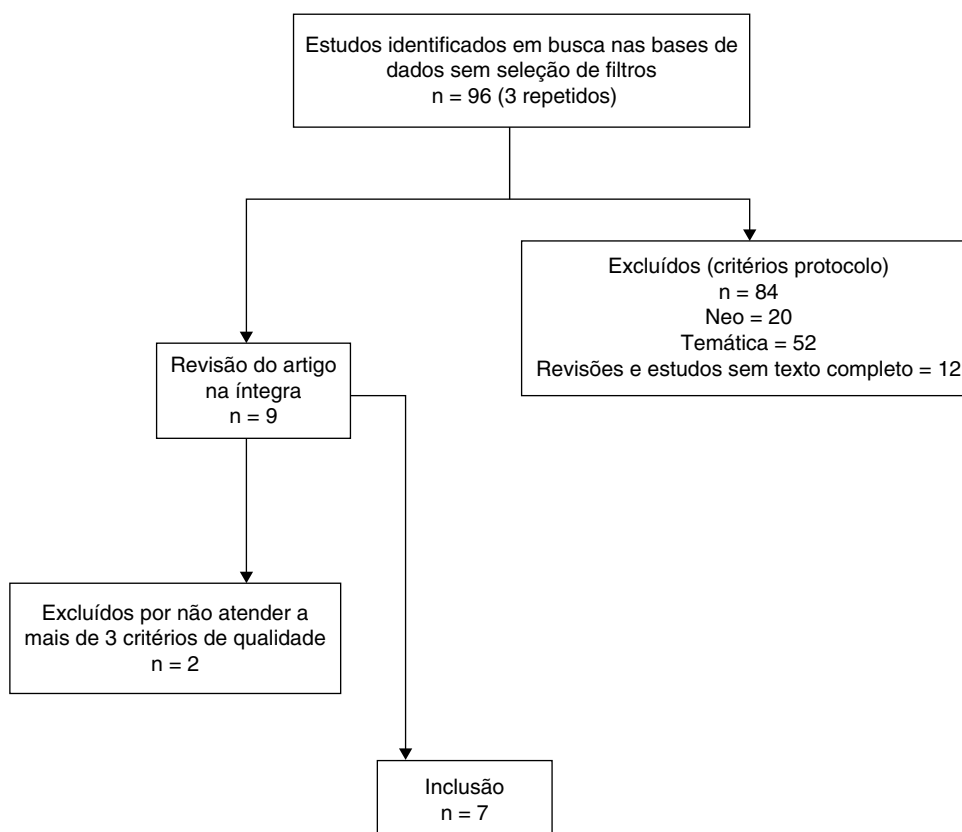 Estudos identificados em busca nas bases de
dados sem seleção de filtros
n = 96 (3 repetidos)
Excluídos (critérios protocolo)
n = 84
Neo = 20
Temática = 52
Revisões e estudos sem texto completo = 12
Revisão do artigo
na íntegra
n = 9
Excluídos por não atender a
mais de 3 critérios de qualidade
n = 2
Inclusão
n = 7